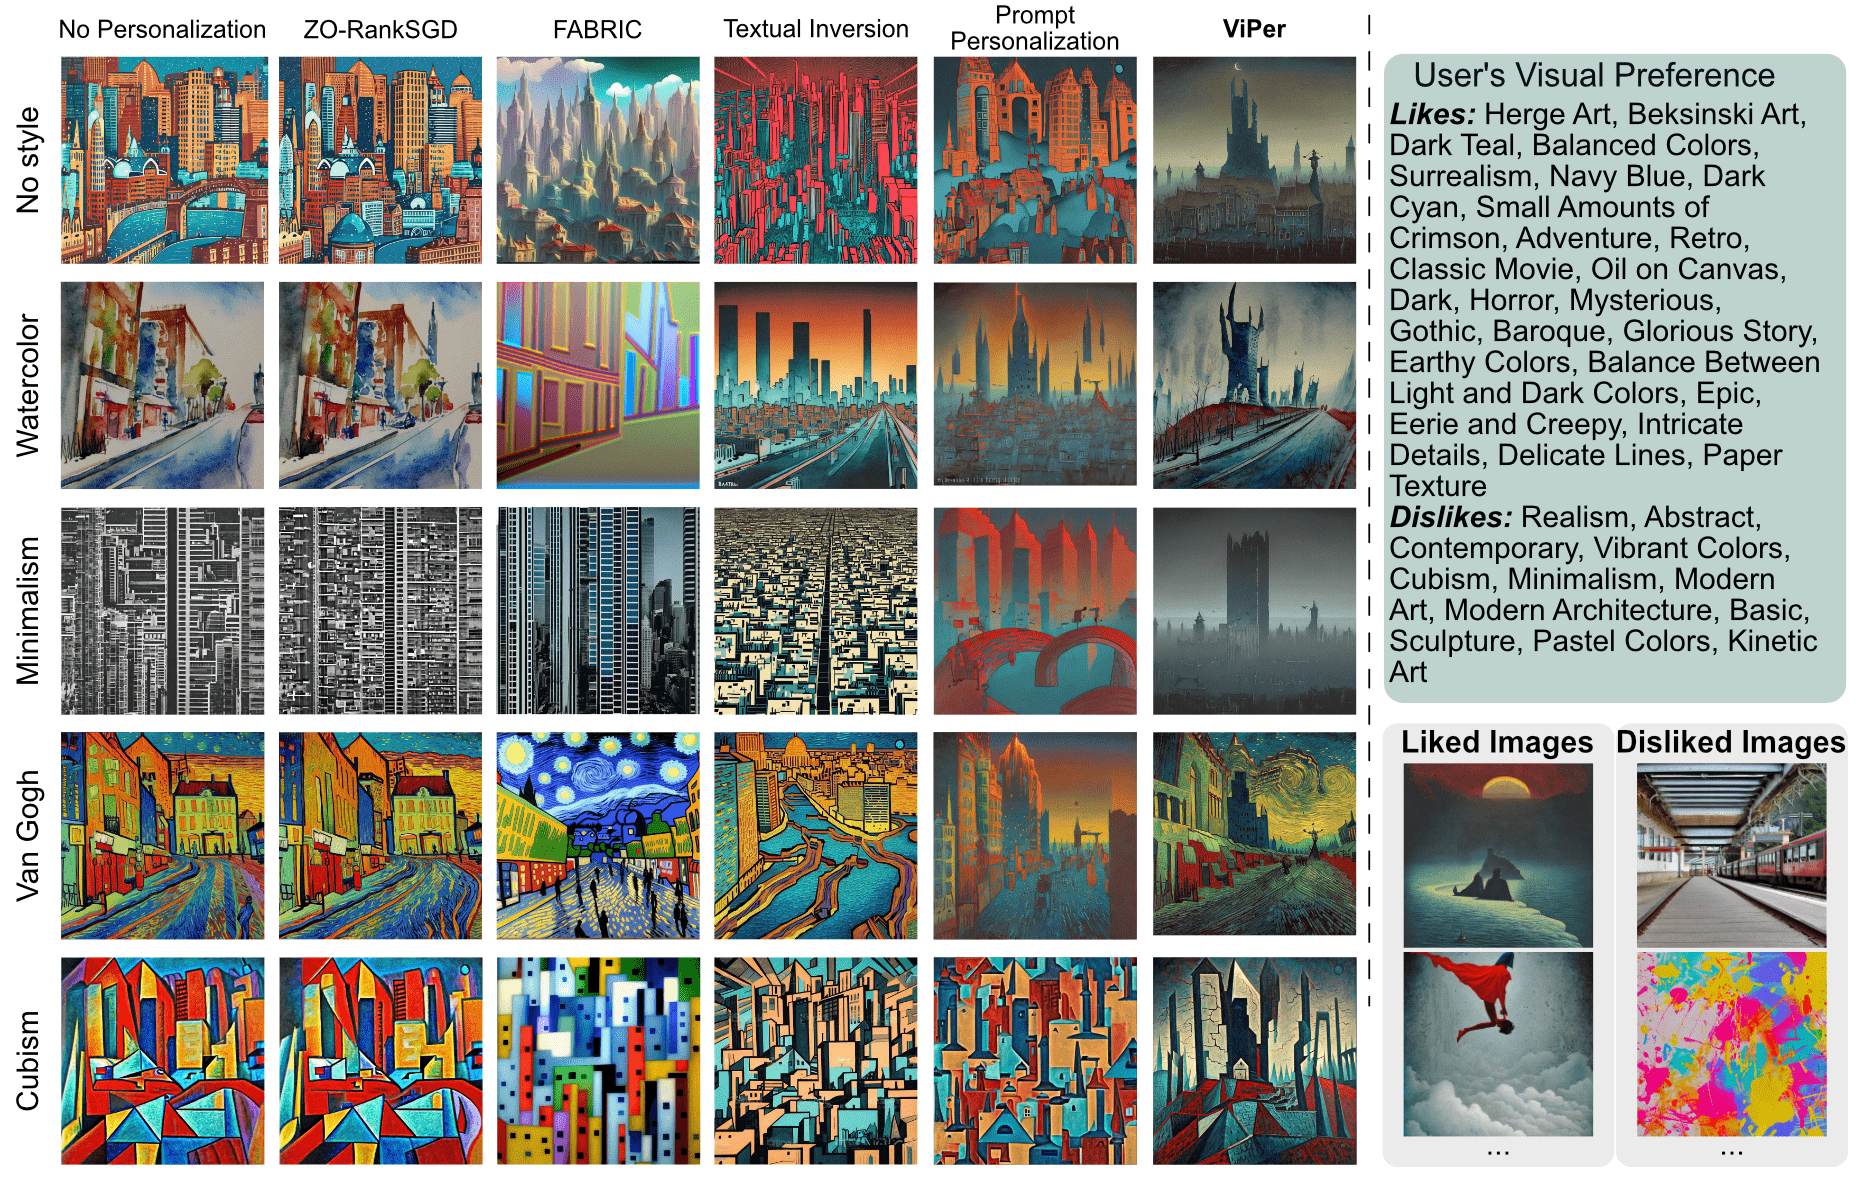 No Personalization
ZO-RankSGD
FABRIC
Textual Inversion
Prompt
Personalization
ViPer
No style
Watercolor
Minimalism
Van Gogh
Cubism
User's Visual Preference
Likes: Herge Art, Beksinski Art,
Dark Teal, Balanced Colors,
Surrealism, Navy Blue, Dark
Cyan, Small Amounts of
Crimson, Adventure, Retro,
Classic Movie, Oil on Canvas,
Dark, Horror, Mysterious,
Gothic, Baroque, Glorious Story,
Earthy Colors, Balance Between
Light and Dark Colors, Epic,
Eerie and Creepy, Intricate
Details, Delicate Lines, Paper
Texture
Dislikes: Realism, Abstract,
Contemporary, Vibrant Colors,
Cubism, Minimalism, Modern
Art, Modern Architecture, Basic,
Sculpture, Pastel Colors, Kinetic
Art
Liked Images
Disliked Images
...
...